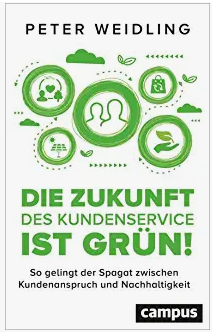 PETER WEIDLING
DIE ZUKUNFT
DES KUNDENSERVICE
IST GRÜN!
So gelingt der Spagat zwischen
Kundenanspruch und Nachhaltigkeit
campus